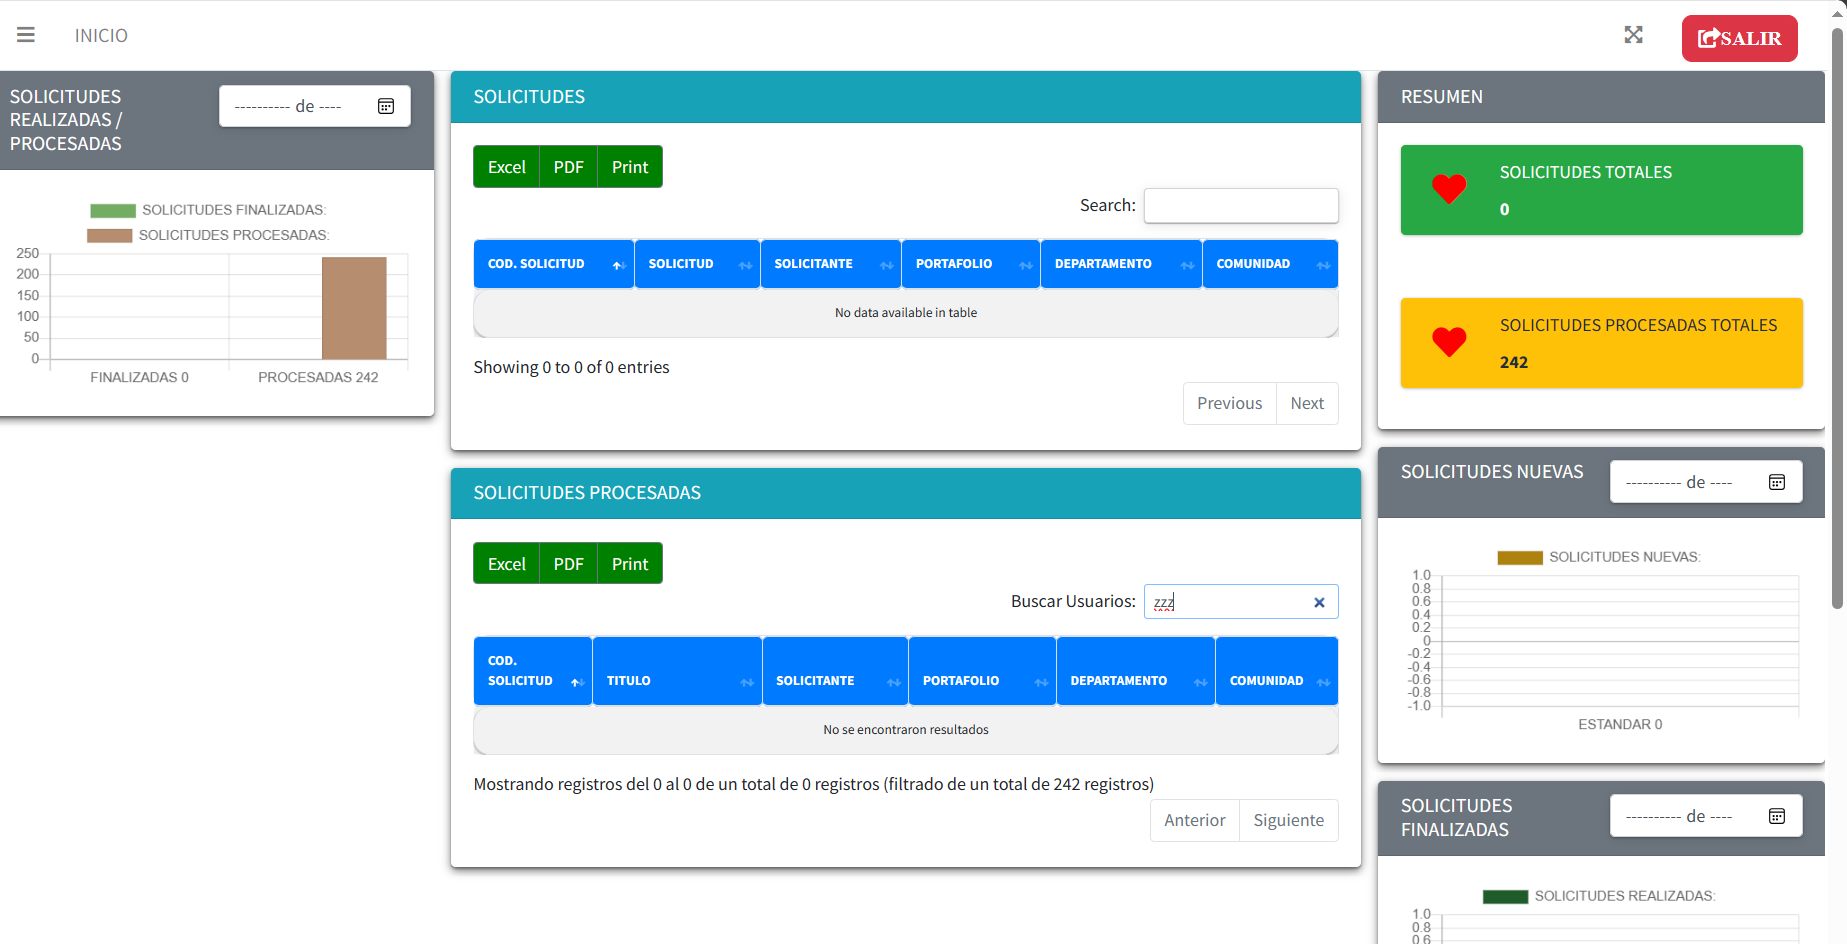 INICIO
SALIR
SOLICITUDES
REALIZADAS /
PROCESADAS
---------- de ----
SOLICITUDES FINALIZADAS:
SOLICITUDES PROCESADAS:
250
200
150
100
50
0
FINALIZADAS 0
PROCESADAS 242
SOLICITUDES
Excel
PDF
Print
Search:
COD. SOLICITUD
SOLICITUD
SOLICITANTE
PORTAFOLIO
DEPARTAMENTO
COMUNIDAD
No data available in table
Showing 0 to 0 of 0 entries
Previous
Next
SOLICITUDES PROCESADAS
Excel
PDF
Print
Buscar Usuarios:
zzz
COD.
SOLICITUD
TITULO
SOLICITANTE
PORTAFOLIO
DEPARTAMENTO
COMUNIDAD
No se encontraron resultados
Mostrando registros del 0 al 0 de un total de 0 registros (filtrado de un total de 242 registros)
Anterior
Siguiente
RESUMEN
SOLICITUDES TOTALES
0
SOLICITUDES PROCESADAS TOTALES
242
SOLICITUDES NUEVAS
---------- de ----
SOLICITUDES NUEVAS:
1.0
0.8
0.6
0.4
0.2
0
-0.2
-0.4
-0.6
-0.8
-1.0
ESTANDAR 0
SOLICITUDES
FINALIZADAS
---------- de ----
SOLICITUDES REALIZADAS:
1.0
0.8
0.6